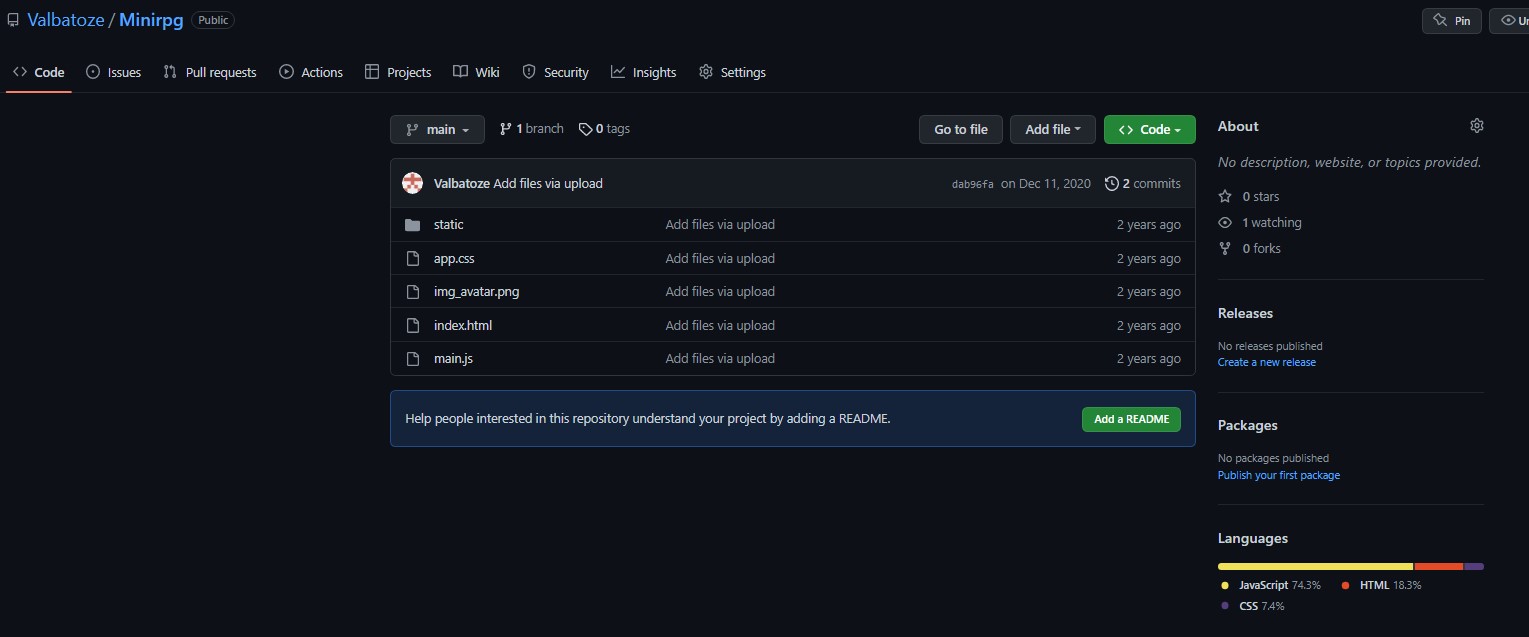 Valbatoze / Minirpg Public
Pin
Code Issues Pull requests Actions Projects Wiki Security Insights Settings
main 1 branch 0 tags
Go to file Add file Code
Valbatoze Add files via upload dab96fa on Dec 11, 2020 2 commits
static Add files via upload 2 years ago
app.css Add files via upload 2 years ago
img_avatar.png Add files via upload 2 years ago
index.html Add files via upload 2 years ago
main.js Add files via upload 2 years ago
Help people interested in this repository understand your project by adding a README. Add a README
About
No description, website, or topics provided.
0 stars
1 watching
0 forks
Releases
No releases published
Create a new release
Packages
No packages published
Publish your first package
Languages
JavaScript 74.3% HTML 18.3%
CSS 7.4%